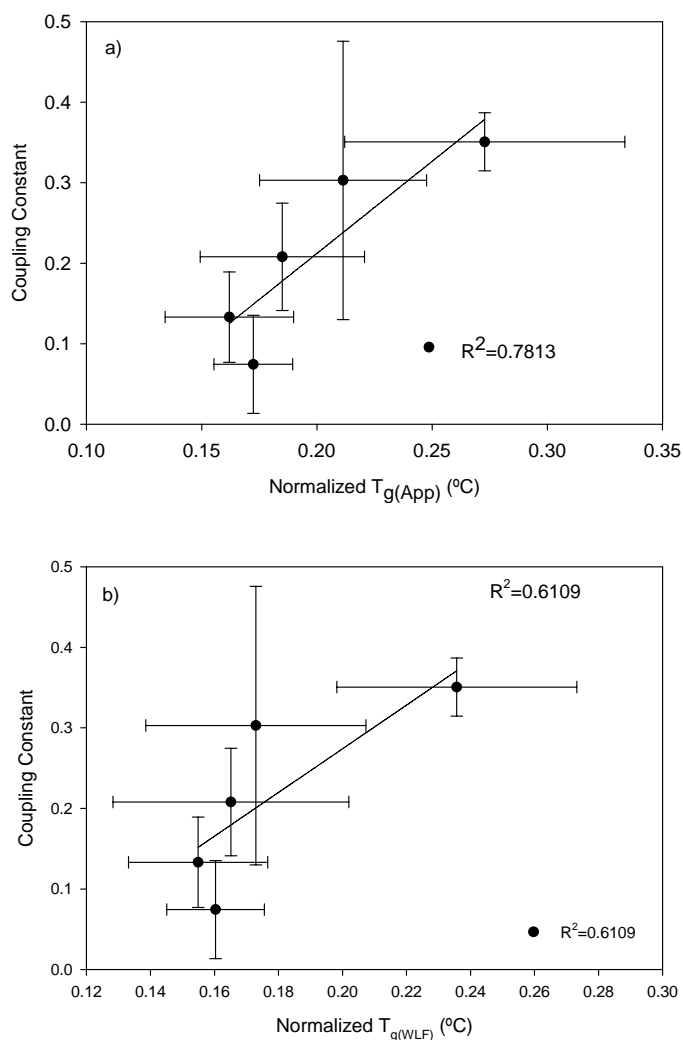 a)
0.5
0.4
0.3
0.2
0.1
0.0
Coupling Constant
R²=0.7813
0.10 0.15 0.20 0.25 0.30 0.35
Normalized Tg(App) (ºC)
b)
R²=0.6109
0.5
0.4
0.3
0.2
0.1
0.0
Coupling Constant
R²=0.6109
0.12 0.14 0.16 0.18 0.20 0.22 0.24 0.26 0.28 0.30
Normalized Tg(WLF) (ºC)